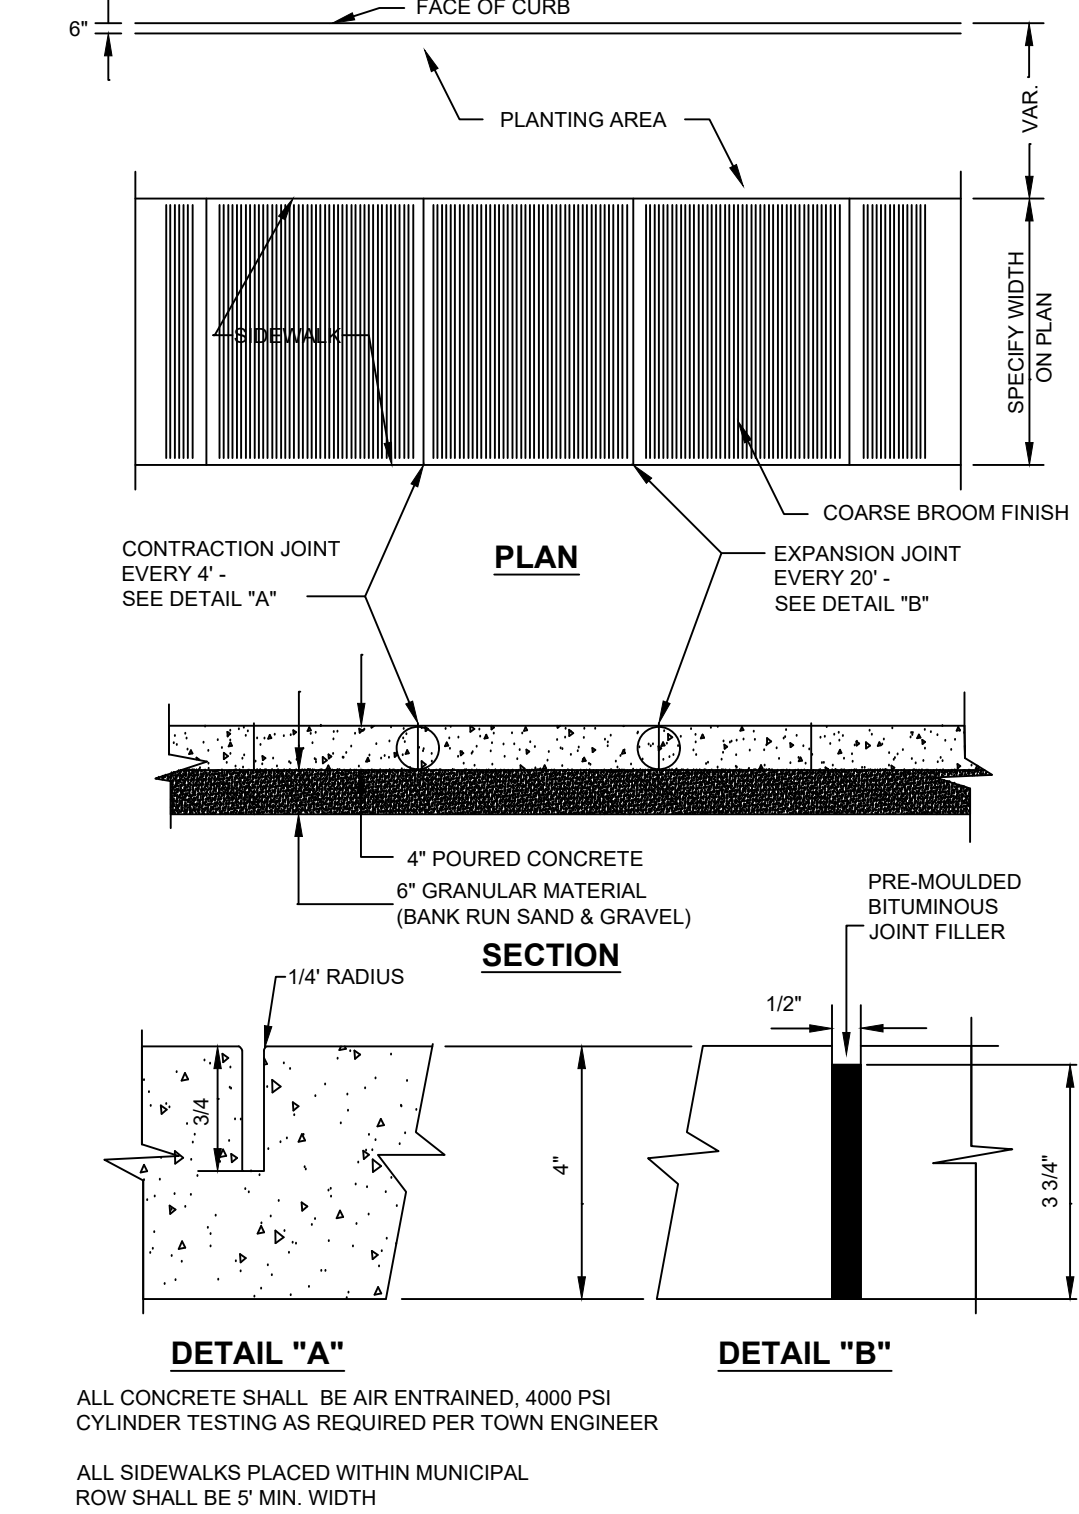 FACE OF CURB
6"
PLANTING AREA
VAR.
SIDEWALK
SPECIFY WIDTH
ON PLAN
COARSE BROOM FINISH
CONTRACTION JOINT
EVERY 4' -
SEE DETAIL "A"
PLAN
EXPANSION JOINT
EVERY 20' -
SEE DETAIL "B"
4" POURED CONCRETE
6" GRANULAR MATERIAL
(BANK RUN SAND & GRAVEL)
SECTION
PRE-MOULDED
BITUMINOUS
JOINT FILLER
1/4' RADIUS
1/2"
3/4
4"
3 3/4"
DETAIL "A"
DETAIL "B"
ALL CONCRETE SHALL BE AIR ENTRAINED, 4000 PSI
CYLINDER TESTING AS REQUIRED PER TOWN ENGINEER
ALL SIDEWALKS PLACED WITHIN MUNICIPAL
ROW SHALL BE 5' MIN. WIDTH